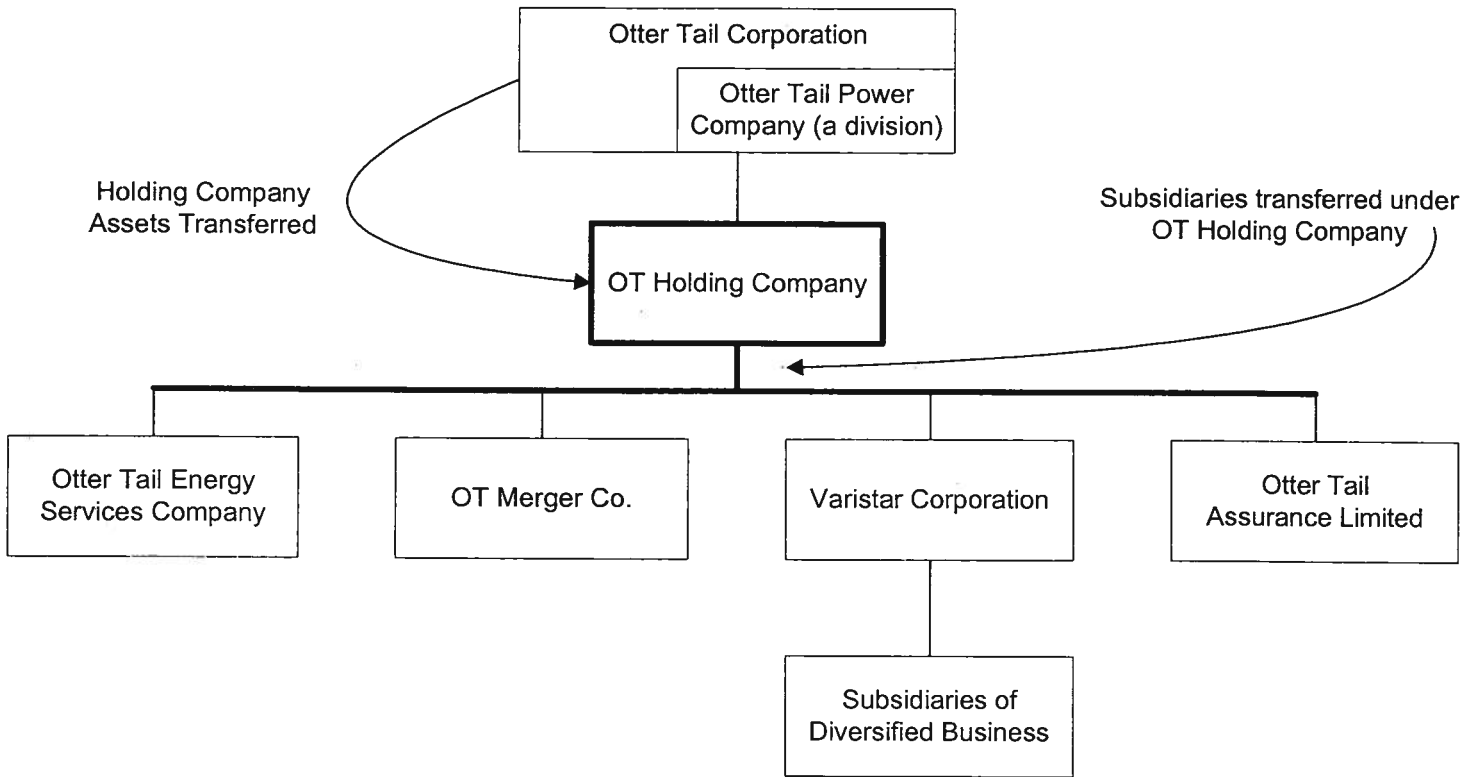 Otter Tail Corporation
Otter Tail Power
Company (a division)
Holding Company
Assets Transferred
Subsidiaries transferred under
OT Holding Company
OT Holding Company
Otter Tail Energy
Services Company
OT Merger Co.
Varistar Corporation
Otter Tail
Assurance Limited
Subsidiaries of
Diversified Business